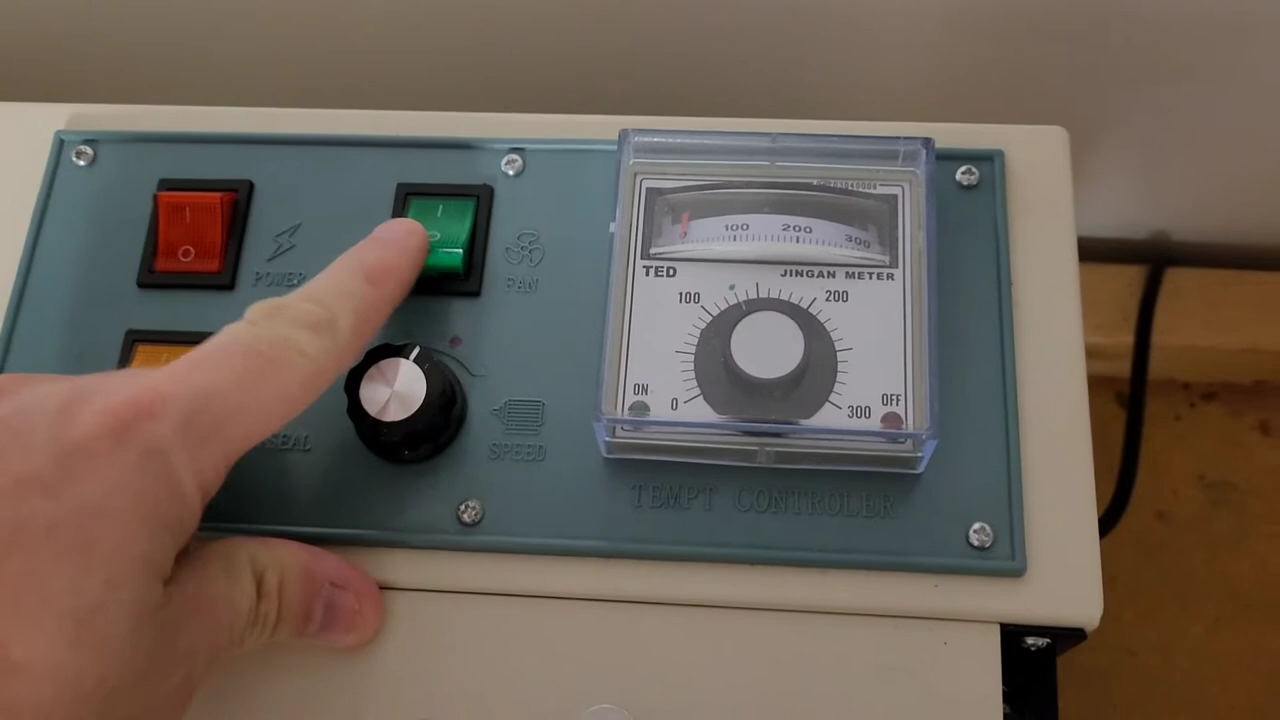 POWER
FAN
SEAL
SPEED
100 200 300
TED JINGAN METER
100 200
ON OFF
0 300
TEMPT CONTROLER